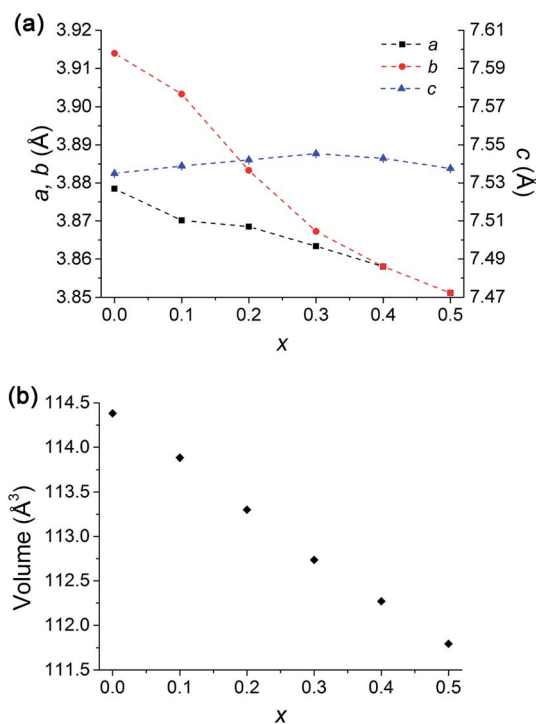 (a)
3.92
3.91
3.90
3.89
3.88
3.87
3.86
3.85
a, b (Å)
7.61
7.59
7.57
7.55
7.53
7.51
7.49
7.47
c (Å)
a
b
c
0.0 0.1 0.2 0.3 0.4 0.5
x
(b)
114.5
114.0
113.5
113.0
112.5
112.0
111.5
Volume (Å³)
0.0 0.1 0.2 0.3 0.4 0.5
x